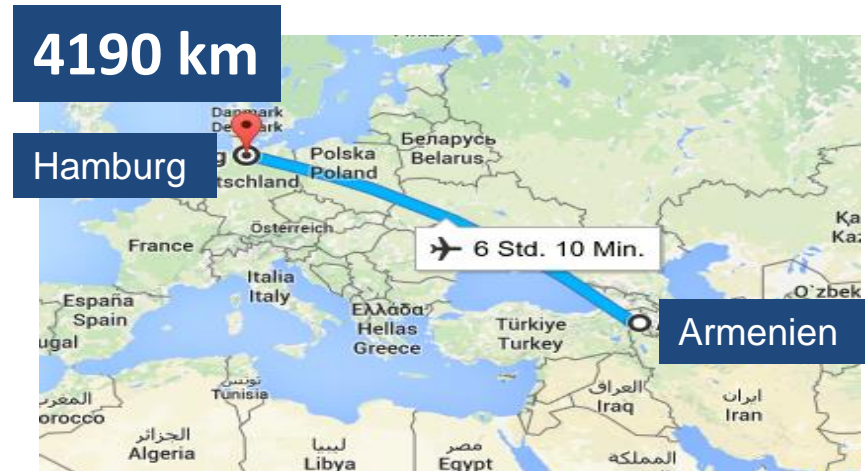 4190 km
Danmark
Hamburg
Polska
Poland
Беларусь
Belarus
tschland
Österreich
France
6 Std. 10 Min.
Italia
Italy
España
Spain
ugal
Ελλάδα
Hellas
Greece
Türkiye
Turkey
Armenien
Қа
Kaz
O`zbek
تونس
Tunisia
المغرب
orocco
الجزائر
Algeria
ليبيا
Libya
مصر
Egypt
العراق
Iraq
ایران
Iran
المملكة